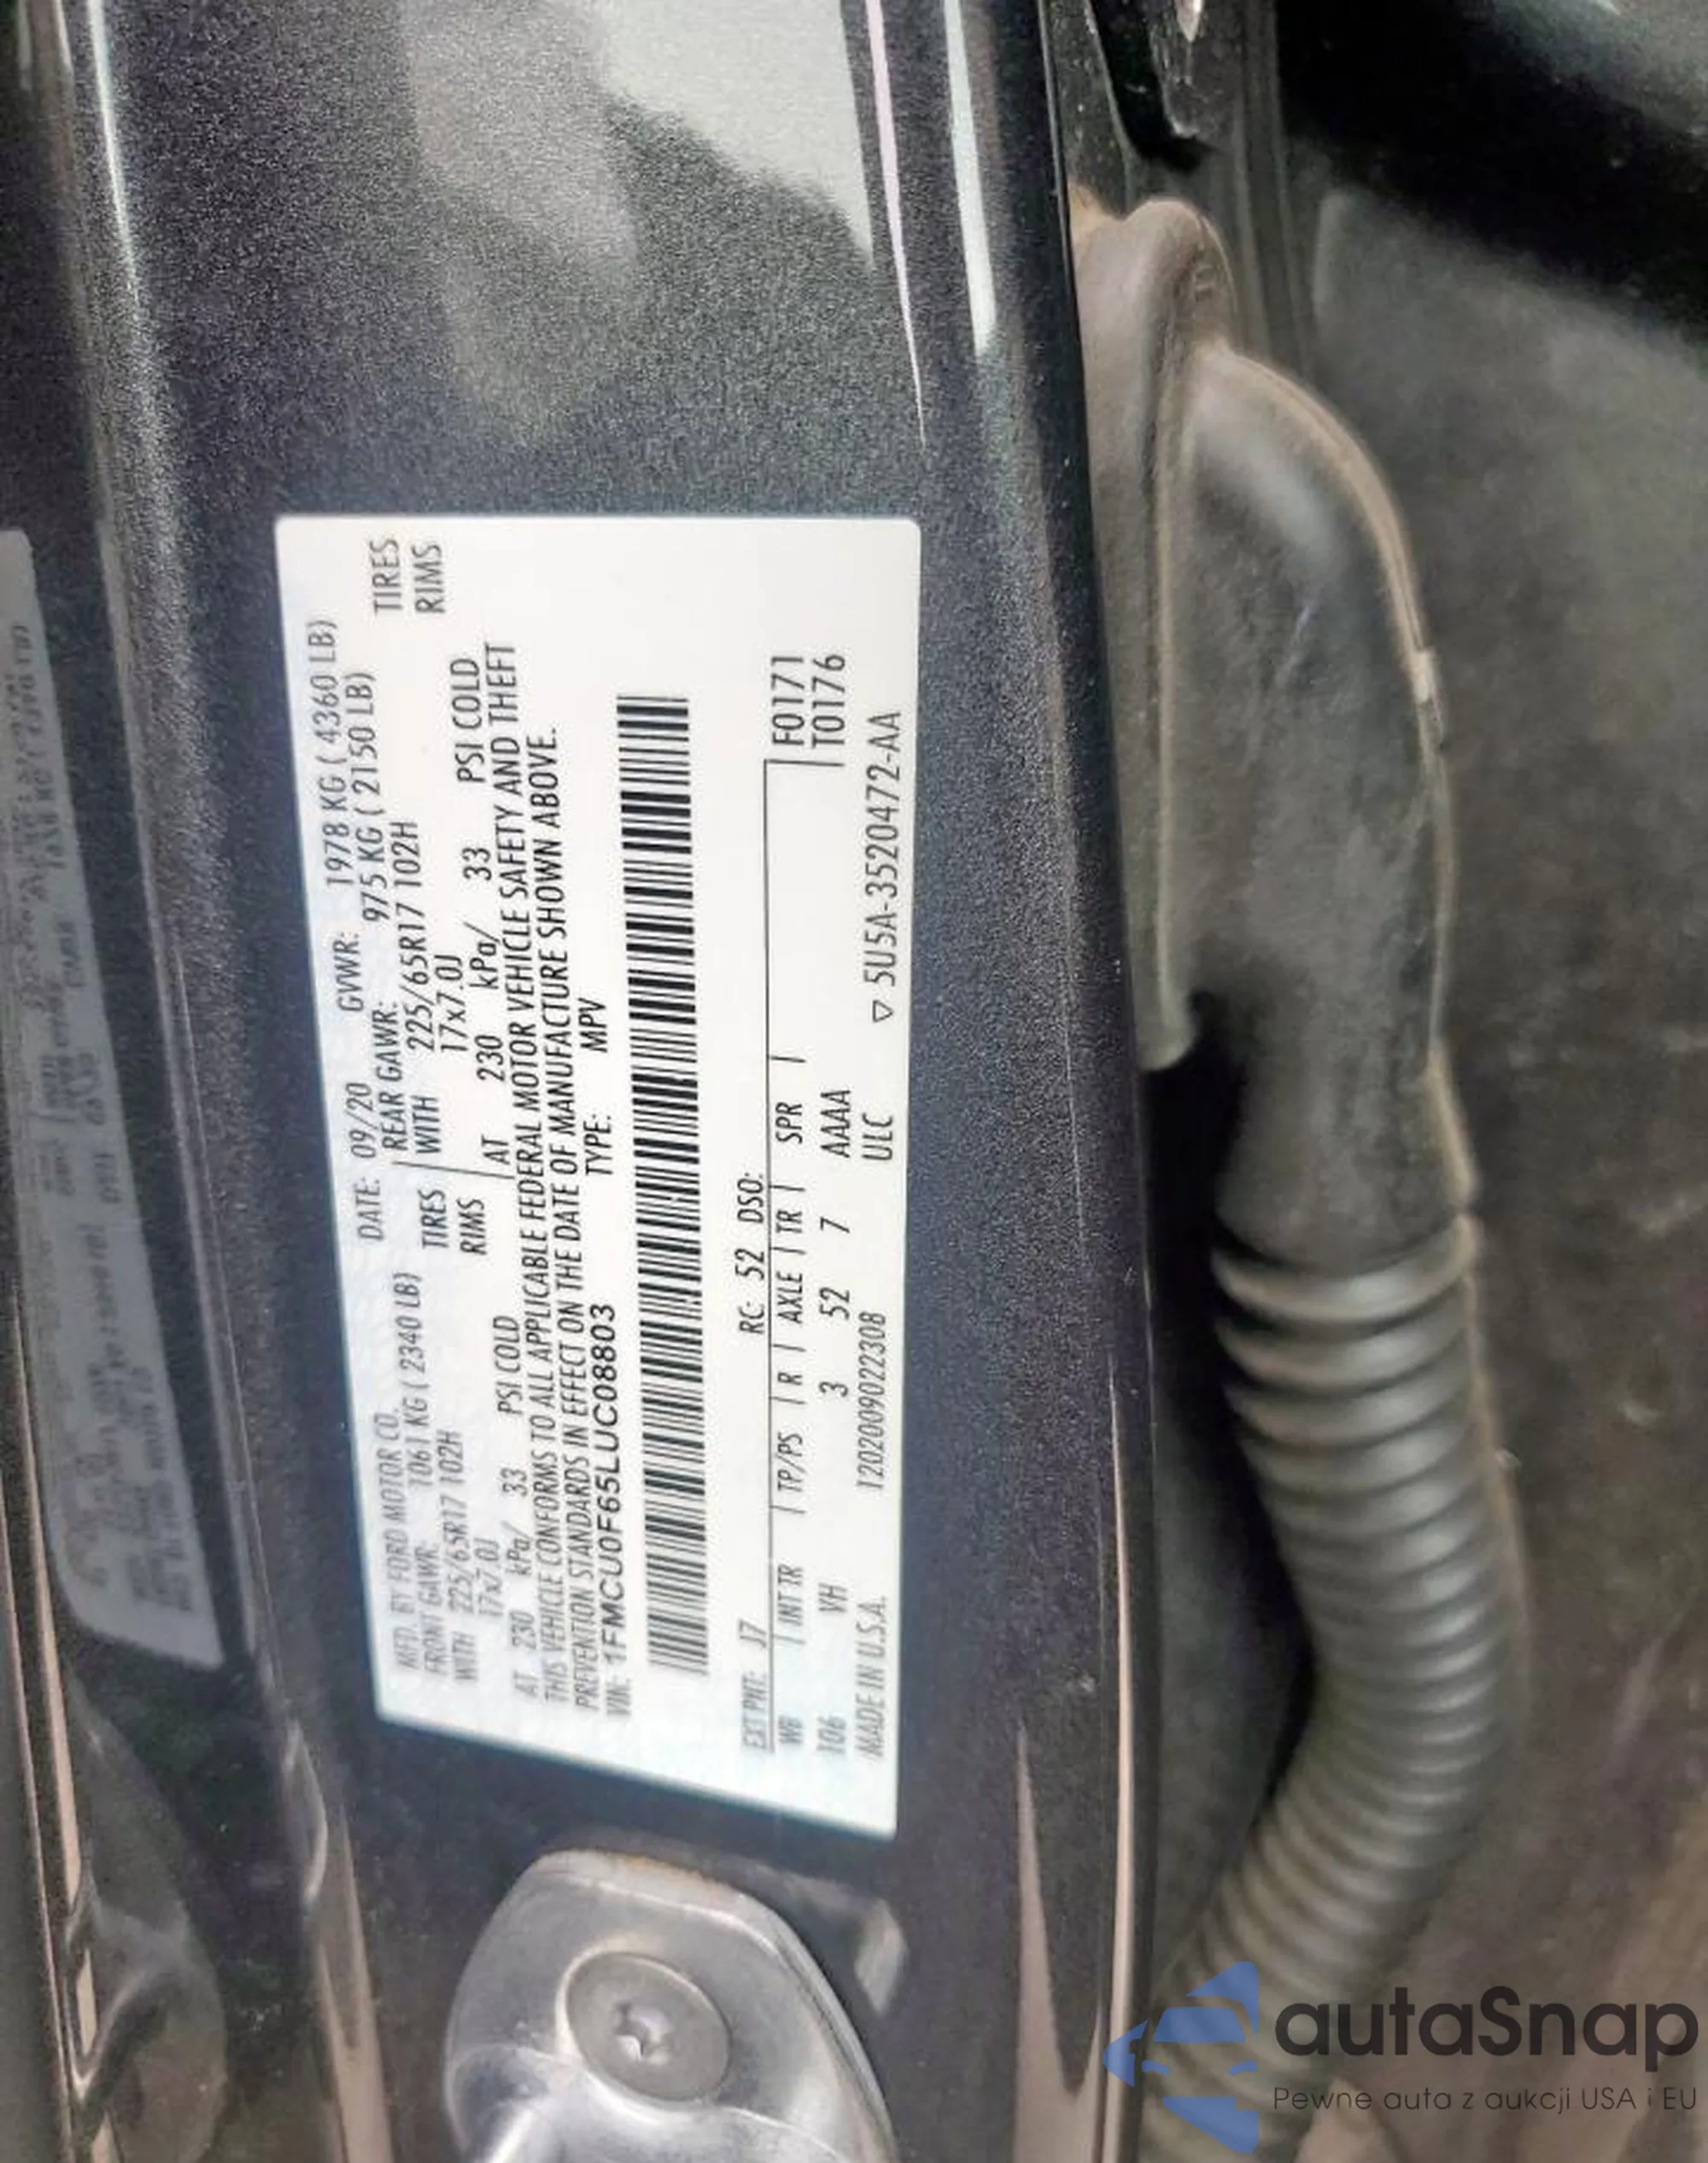 MFD. BY FORD MOTOR CO. DATE: 09/20 GVWR: 1978 KG ( 4360 LB)
FRONT GAWR: 1061 KG ( 2340 LB) REAR GAWR: 975 KG ( 2150 LB)
WITH 225/65R17 102H TIRES WITH 225/65R17 102H TIRES
17x7.0J RIMS 17x7.0J RIMS
AT 230 kPa/ 33 PSI COLD AT 230 kPa/ 33 PSI COLD
THIS VEHICLE CONFORMS TO ALL APPLICABLE FEDERAL MOTOR VEHICLE SAFETY AND THEFT
PREVENTION STANDARDS IN EFFECT ON THE DATE OF MANUFACTURE SHOWN ABOVE.
VIN: 1FMCU0F65LUC08803 TYPE: MPV
EXT PNT: J7 RC: 52 DSO:
WB INT TR TP/PS R AXLE TR SPR F0171
106 VH 3 52 7 AAAA T0176
MADE IN U.S.A. 120200902308 ULC ▽ 5U5A-3520472-AA
autaSnap
Pewne auta z aukcji USA i EU